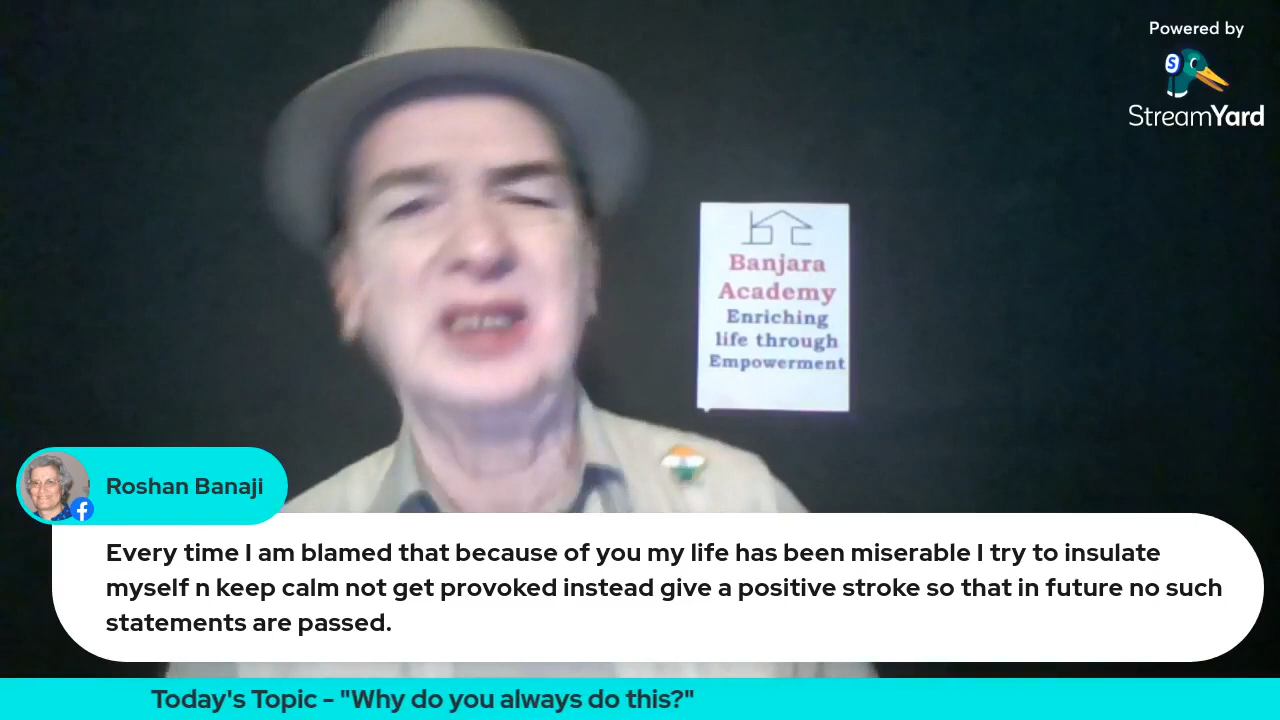 Powered by
S
StreamYard
bc
Banjara
Academy
Enriching
life through
Empowerment
Roshan Banaji
Every time I am blamed that because of you my life has been miserable I try to insulate
myself n keep calm not get provoked instead give a positive stroke so that in future no such
statements are passed.
Today's Topic - "Why do you always do this?"